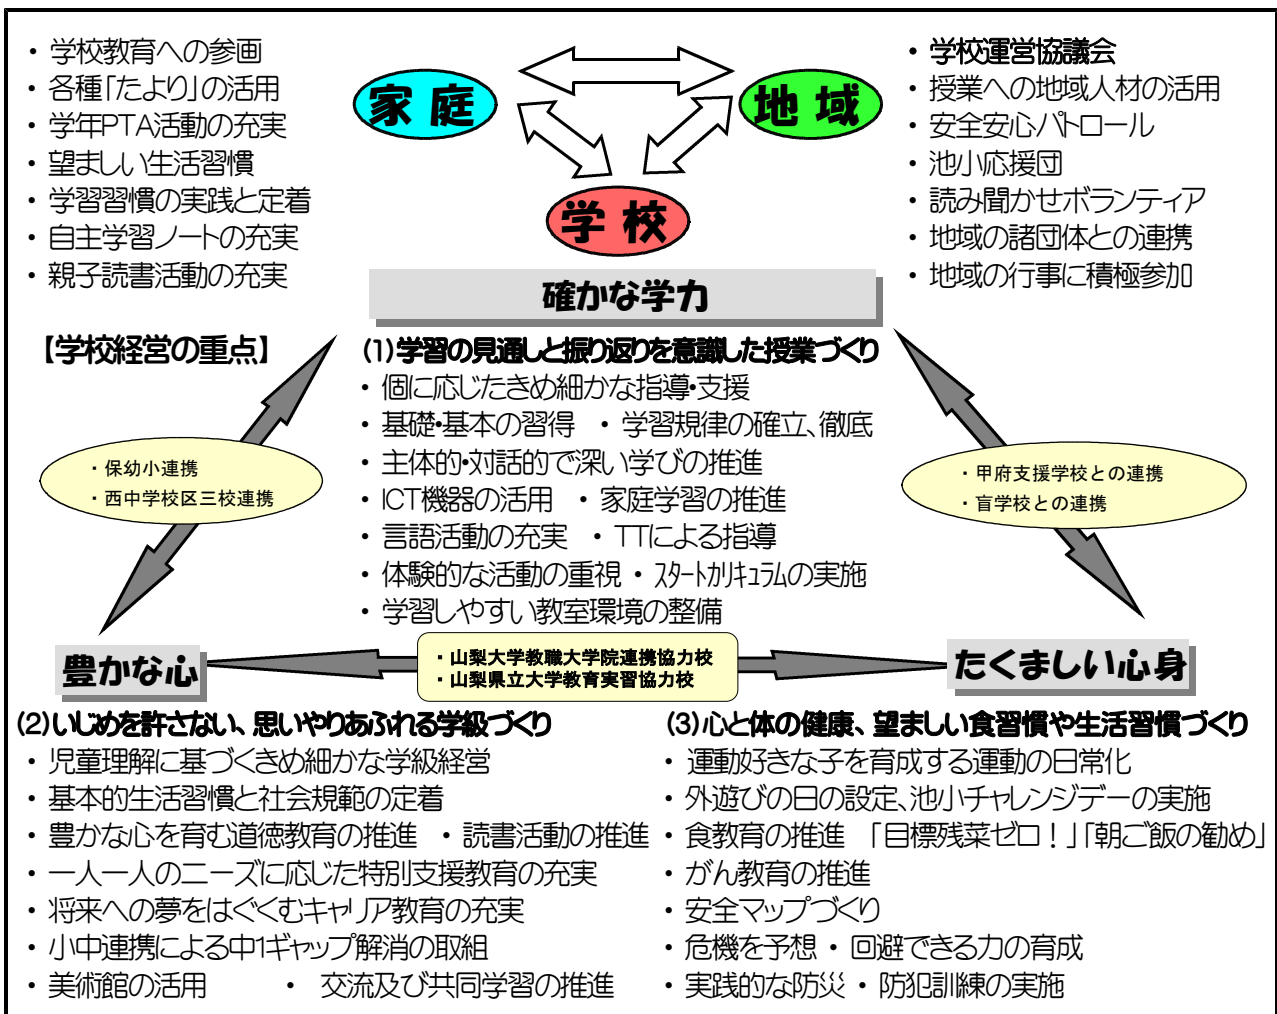 ・学校教育への参画
・各種｢たより｣の活用
・学年PTA活動の充実
・望ましい生活習慣
・学習習慣の実践と定着
・自主学習ノートの充実
・親子読書活動の充実
家庭
地域
学校
・学校運営協議会
・授業への地域人材の活用
・安全安心パトロール
・池小応援団
・読み聞かせボランティア
・地域の諸団体との連携
・地域の行事に積極参加
【学校経営の重点】
確かな学力
(1)学習の見通しと振り返りを意識した授業づくり
・個に応じたきめ細かな指導・支援
・基礎・基本の習得　・学習規律の確立、徹底
・主体的・対話的で深い学びの推進
・ICT機器の活用　・家庭学習の推進
・言語活動の充実　・TTによる指導
・体験的な活動の重視・スタートカリキュラムの実施
・学習しやすい教室環境の整備
・保幼小連携
・西中学校区三校連携
・甲府支援学校との連携
・盲学校との連携
豊かな心
・山梨大学教職大学院連携協力校
・山梨県立大学教育実習協力校
たくましい心身
(2)いじめを許さない、思いやりあふれる学級づくり
・児童理解に基づくきめ細かな学級経営
・基本的生活習慣と社会規範の定着
・豊かな心を育む道徳教育の推進　・読書活動の推進
・一人一人のニーズに応じた特別支援教育の充実
・将来への夢をはぐくむキャリア教育の充実
・小中連携による中1ギャップ解消の取組
・美術館の活用　　・交流及び共同学習の推進
(3)心と体の健康、望ましい食習慣や生活習慣づくり
・運動好きな子を育成する運動の日常化
・外遊びの日の設定、池小チャレンジデーの実施
・食教育の推進　「目標残菜ゼロ！」「朝ご飯の勧め」
・がん教育の推進
・安全マップづくり
・危機を予想・回避できる力の育成
・実践的な防災・防犯訓練の実施